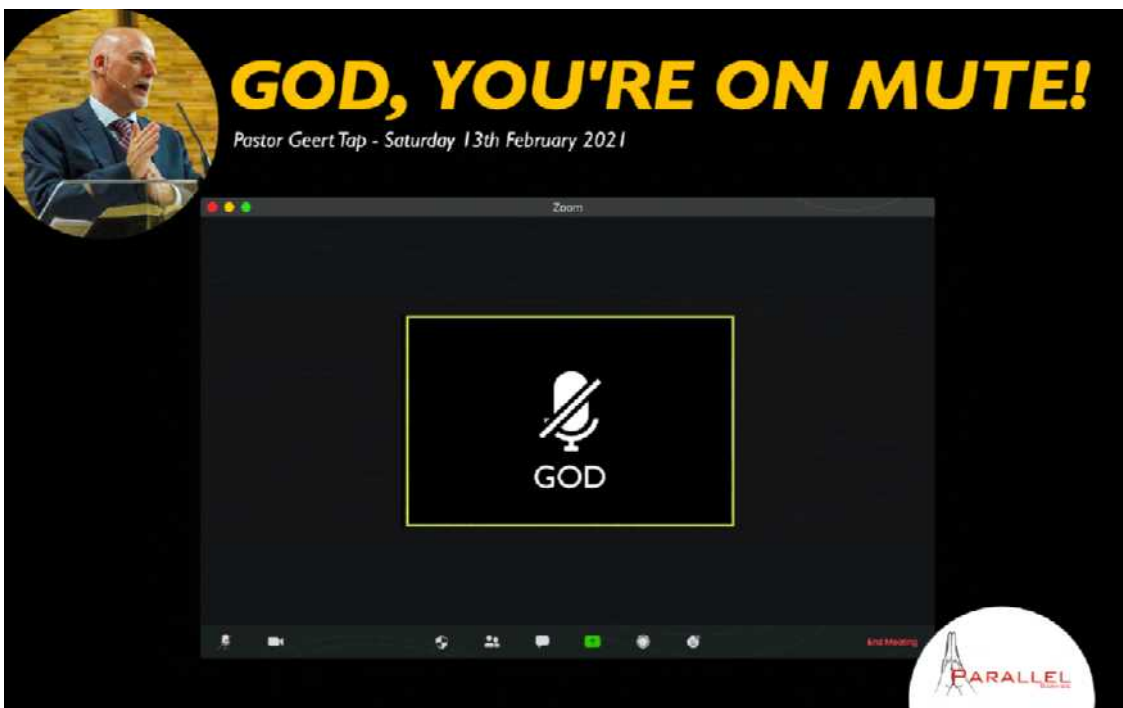 GOD, YOU'RE ON MUTE!
Pastor Geert Tap - Saturday 13th February 2021
Zoom
GOD
End Meeting
PARALLEL